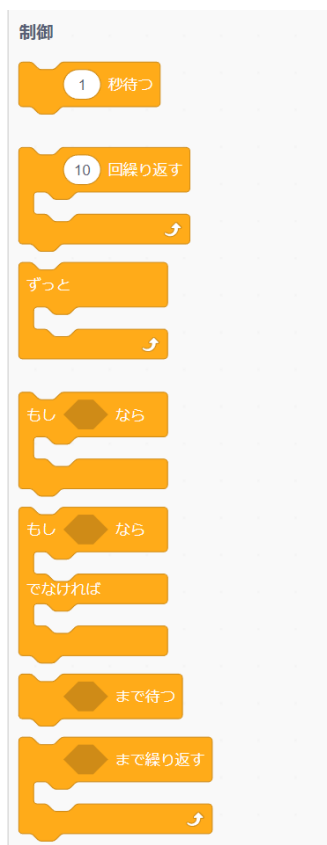 制御
1 秒待つ
10 回繰り返す
ずっと
もし なら
もし なら
でなければ
まで待つ
まで繰り返す